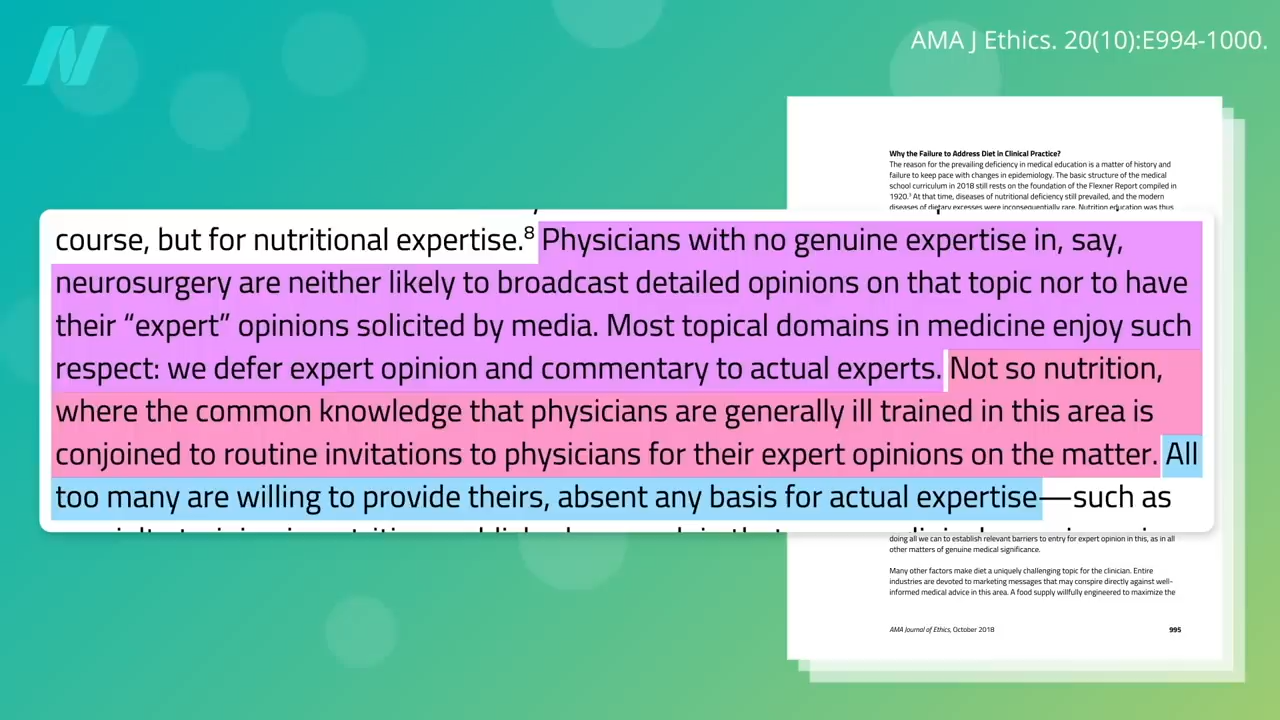 AMA J Ethics. 20(10):E994-1000.
Why the Failure to Address Diet in Clinical Practice?
The reason for the prevailing deficiency in medical education is a matter of history and
failure to keep pace with changes in epidemiology. The basic structure of the medical
school curriculum in 2018 still rests on the foundation of the Flexner Report compiled in
1920.³ At that time, diseases of nutritional deficiency still prevailed, and the modern
diseases of dietary excesses were inconsequentially rare. Nutrition education was thus
course, but for nutritional expertise.⁸ Physicians with no genuine expertise in, say,
neurosurgery are neither likely to broadcast detailed opinions on that topic nor to have
their “expert” opinions solicited by media. Most topical domains in medicine enjoy such
respect: we defer expert opinion and commentary to actual experts. Not so nutrition,
where the common knowledge that physicians are generally ill trained in this area is
conjoined to routine invitations to physicians for their expert opinions on the matter. All
too many are willing to provide theirs, absent any basis for actual expertise—such as
doing all we can to establish relevant barriers to entry for expert opinion in this, as in all
other matters of genuine medical significance.
Many other factors make diet a uniquely challenging topic for the clinician. Entire
industries are devoted to marketing messages that may conspire directly against well-
informed medical advice in this area. A food supply willfully engineered to maximize the
AMA Journal of Ethics, October 2018 995